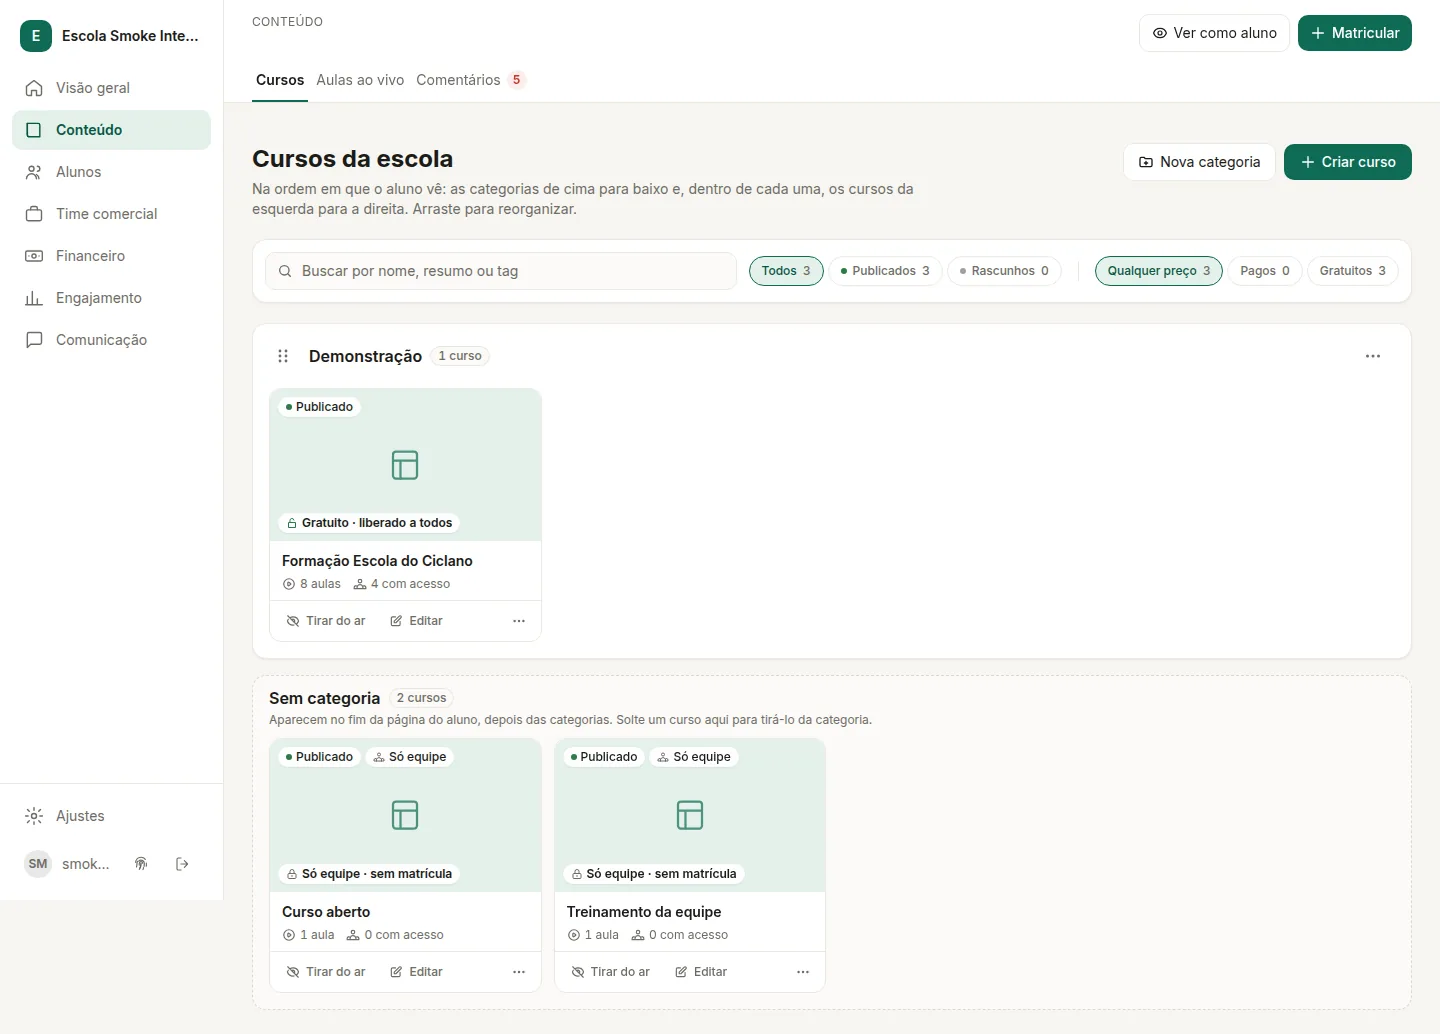 E
Escola Smoke Inte...
Visão geral
Conteúdo
Alunos
Time comercial
Financeiro
Engajamento
Comunicação
Ajustes
SM
smok...
CONTEÚDO
Ver como aluno
Matricular
Cursos
Aulas ao vivo
Comentários 5
Cursos da escola
Na ordem em que o aluno vê: as categorias de cima para baixo e, dentro de cada uma, os cursos da
esquerda para a direita. Arraste para reorganizar.
Nova categoria
Criar curso
Buscar por nome, resumo ou tag
Todos 3
Publicados 3
Rascunhos 0
Qualquer preço 3
Pagos 0
Gratuitos 3
Demonstração
1 curso
Publicado
Gratuito · liberado a todos
Formação Escola do Ciclano
8 aulas
4 com acesso
Tirar do ar
Editar
Sem categoria
2 cursos
Aparecem no fim da página do aluno, depois das categorias. Solte um curso aqui para tirá-lo da categoria.
Publicado
Só equipe
Só equipe · sem matrícula
Curso aberto
1 aula
0 com acesso
Tirar do ar
Editar
Publicado
Só equipe
Só equipe · sem matrícula
Treinamento da equipe
1 aula
0 com acesso
Tirar do ar
Editar